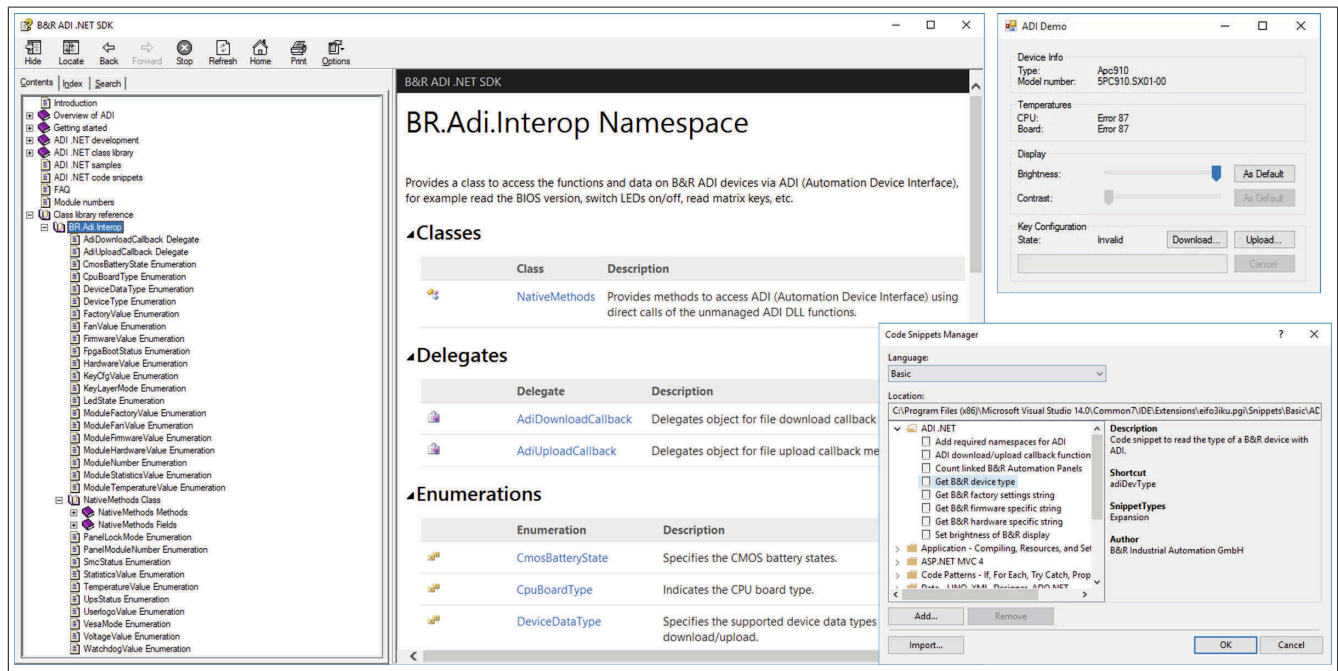 B&R ADI .NET SDK
Hide Locate Back Forward Stop Refresh Home Print Options
Contents Index Search
Introduction
Overview of ADI
Getting started
ADI .NET development
ADI .NET class library
ADI .NET samples
ADI .NET code snippets
FAQ
Module numbers
Class library reference
BR.Adi.Interop
AdiDownloadCallback Delegate
AdiUploadCallback Delegate
CmosBatteryState Enumeration
CpuBoardType Enumeration
DeviceDataType Enumeration
DeviceType Enumeration
FactoryValue Enumeration
FanValue Enumeration
FirmwareValue Enumeration
FpgaBootStatus Enumeration
HardwareValue Enumeration
KeyCfgValue Enumeration
KeyLayerMode Enumeration
LedState Enumeration
ModuleFactoryValue Enumeration
ModuleFanValue Enumeration
ModuleFirmwareValue Enumeration
ModuleHardwareValue Enumeration
ModuleNumber Enumeration
ModuleStatisticsValue Enumeration
ModuleTemperatureValue Enumeration
NativeMethods Class
NativeMethods Methods
NativeMethods Fields
PanelLockMode Enumeration
PanelModuleNumber Enumeration
SmcStatus Enumeration
StatisticsValue Enumeration
TemperatureValue Enumeration
UpsStatus Enumeration
UserlogoValue Enumeration
VesaMode Enumeration
VoltageValue Enumeration
WatchdogValue Enumeration
B&R ADI .NET SDK
BR.Adi.Interop Namespace
Provides a class to access the functions and data on B&R ADI devices via ADI (Automation Device Interface),
for example read the BIOS version, switch LEDs on/off, read matrix keys, etc.
Classes
Class Description
NativeMethods Provides methods to access ADI (Automation Device Interface) using
direct calls of the unmanaged ADI DLL functions.
Delegates
Delegate Description
AdiDownloadCallback Delegates object for file download callback
AdiUploadCallback Delegates object for file upload callback me
Enumerations
Enumeration Description
CmosBatteryState Specifies the CMOS battery states.
CpuBoardType Indicates the CPU board type.
DeviceDataType Specifies the supported device data types
download/upload.
ADI Demo
Device Info
Type: Apc910
Model number: 5PC910.SX01-00
Temperatures
CPU: Error 87
Board: Error 87
Display
Brightness: As Default
Contrast: As Default
Key Configuration
State: Invalid Download... Upload...
Cancel
Code Snippets Manager ?
Language:
Basic
Location:
C:\Program Files (x86)\Microsoft Visual Studio 14.0\Common7\IDE\Extensions\eifo3iku.pgi\Snippets\Basic\AD
ADI .NET
Add required namespaces for ADI
ADI download/upload callback function
Count linked B&R Automation Panels
Get B&R device type
Get B&R factory settings string
Get B&R firmware specific string
Get B&R hardware specific string
Set brightness of B&R display
Application - Compiling, Resources, and Set
ASP.NET MVC 4
Code Patterns - If, For Each, Try Catch, Prop
Description
Code snippet to read the type of a B&R device with
ADI.
Shortcut
adiDevType
SnippetTypes
Expansion
Author
B&R Industrial Automation GmbH
Add... Remove
Import... OK Cancel